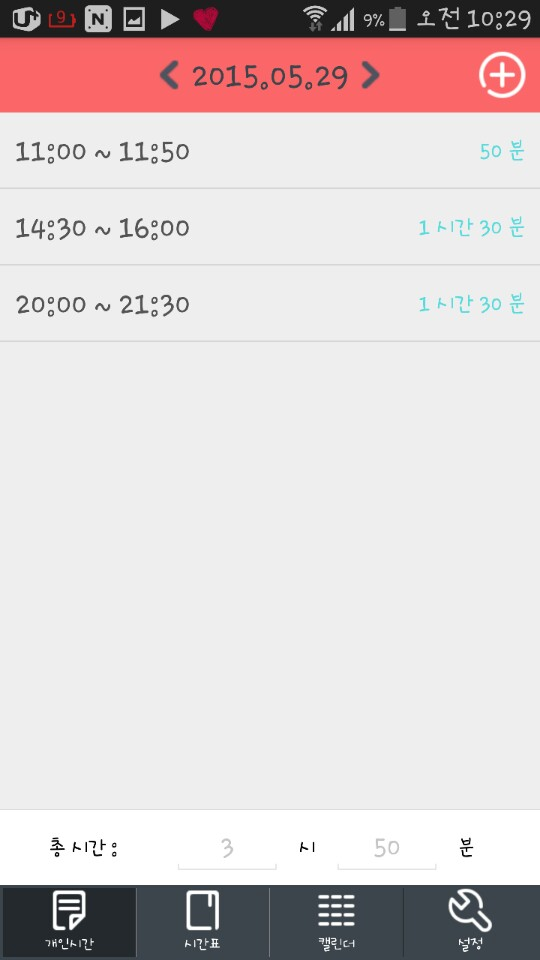 9 N 9% 오전 10:29
2015.05.29
11:00 ~ 11:50 50 분
14:30 ~ 16:00 1 시간 30 분
20:00 ~ 21:30 1 시간 30 분
총 시간 : 3 시 50 분
개인시간 시간표 캘린더 설정